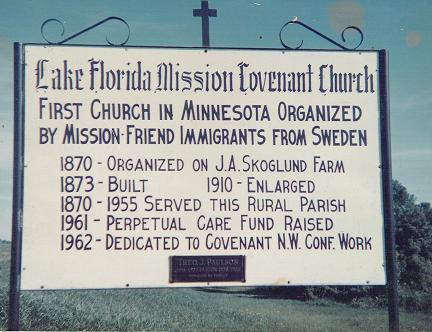 Lake Florida Mission Covenant Church
First Church in Minnesota Organized
by Mission-Friend Immigrants from Sweden
1870 - Organized on J.A. Skoglund Farm
1873 - Built 1910 - Enlarged
1870 - 1955 Served this Rural Parish
1961 - Perpetual Care Fund Raised
1962 - Dedicated to Covenant N.W. Conf. Work
Theo. J. Paulson